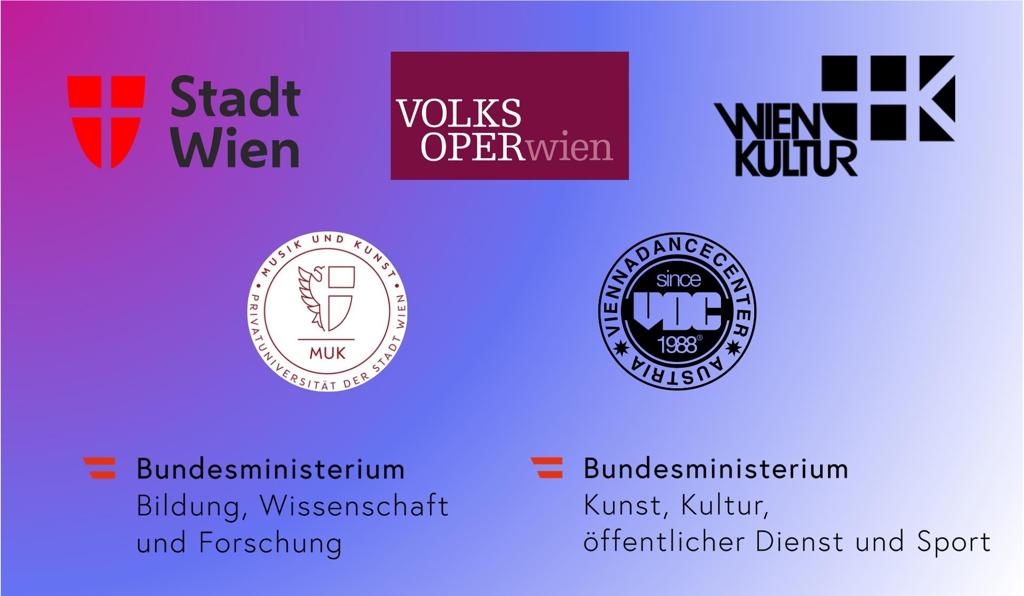 Stadt
Wien
VOLKS
OPERwien
WIEN
KULTUR
K
MUSIK UND KUNST
PRIVATUNIVERSITÄT DER STADT WIEN
MUK
VIENNADANCECENTER
since
VDC
1988®
AUSTRIA
Bundesministerium
Bildung, Wissenschaft
und Forschung
Bundesministerium
Kunst, Kultur,
öffentlicher Dienst und Sport